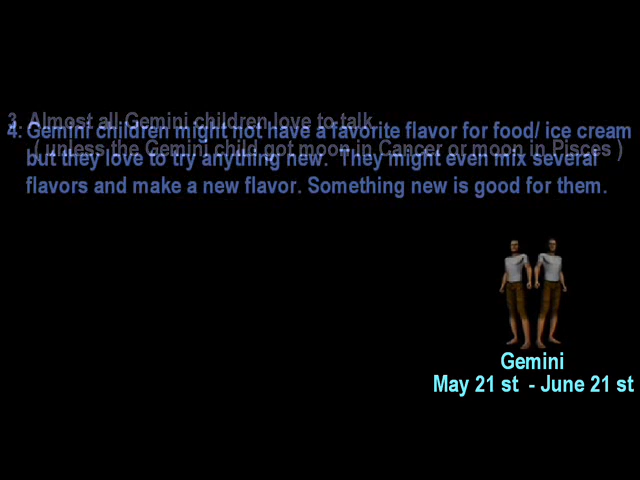 3. Almost all Gemini children love to talk
( unless the Gemini child got moon in Cancer or moon in Pisces )
4. Gemini children might not have a favorite flavor for food/ ice cream
but they love to try anything new. They might even mix several
flavors and make a new flavor. Something new is good for them.
Gemini
May 21 st - June 21 st